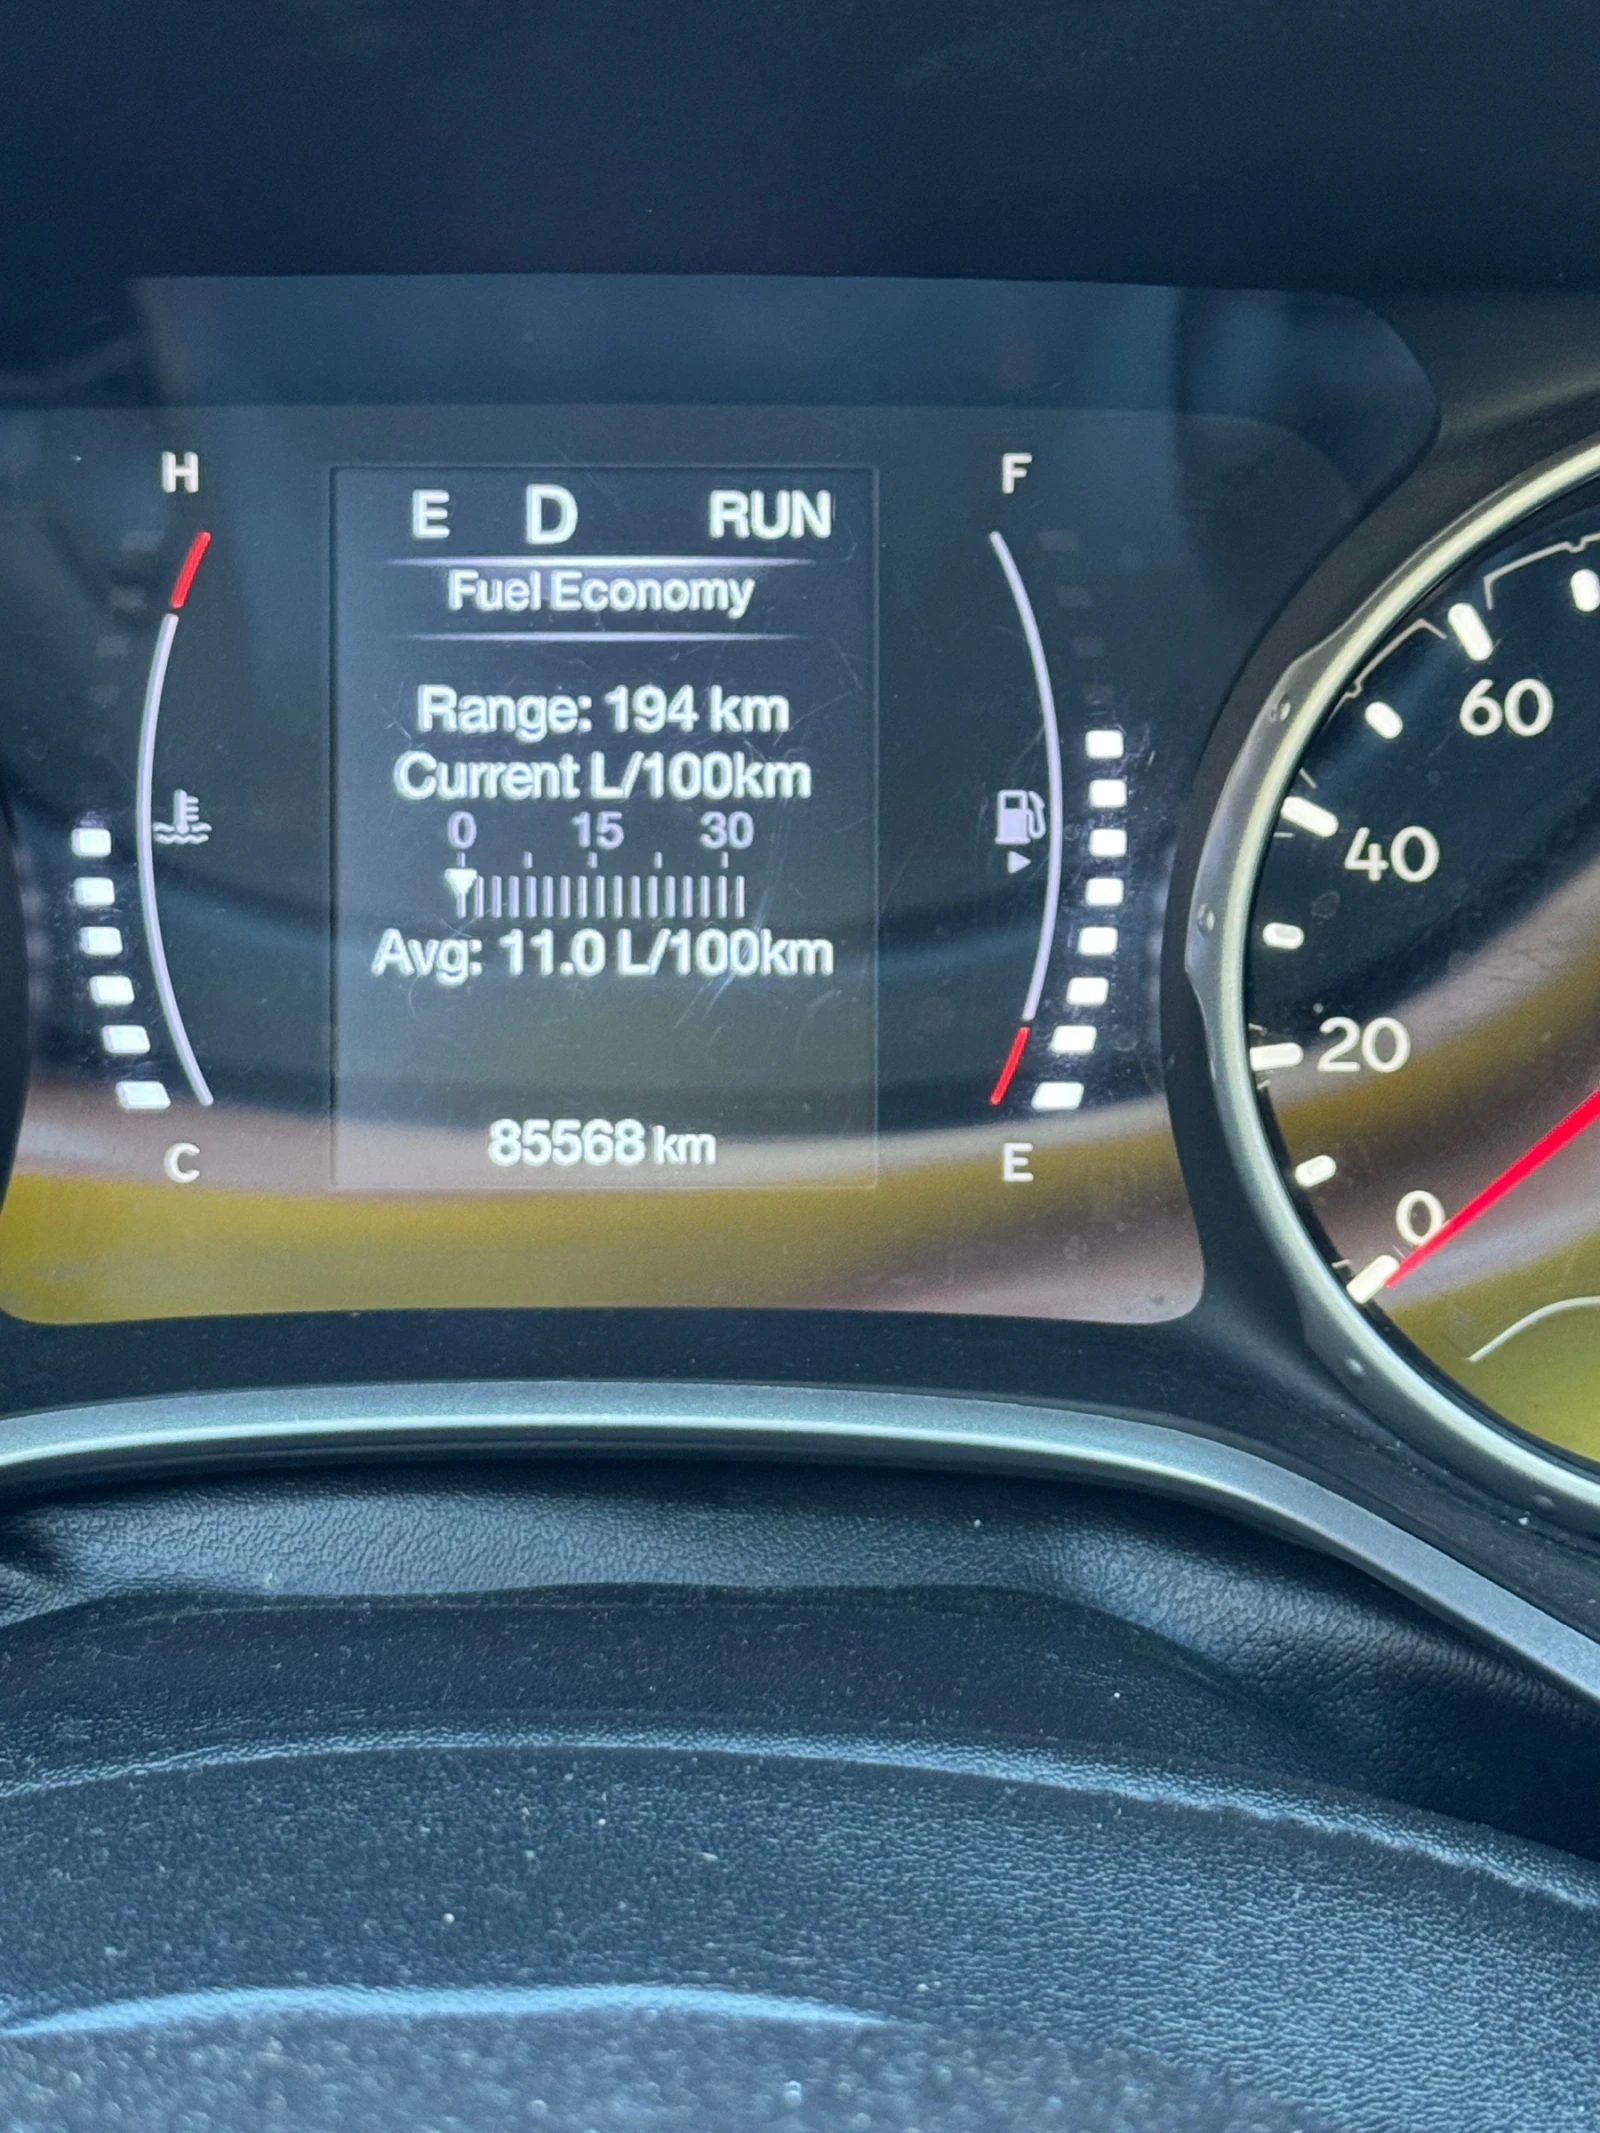 H
F
E D RUN
Fuel Economy
Range: 194 km
Current L/100km
0 15 30
Avg: 11.0 L/100km
85568 km
C
E
60
40
20
0